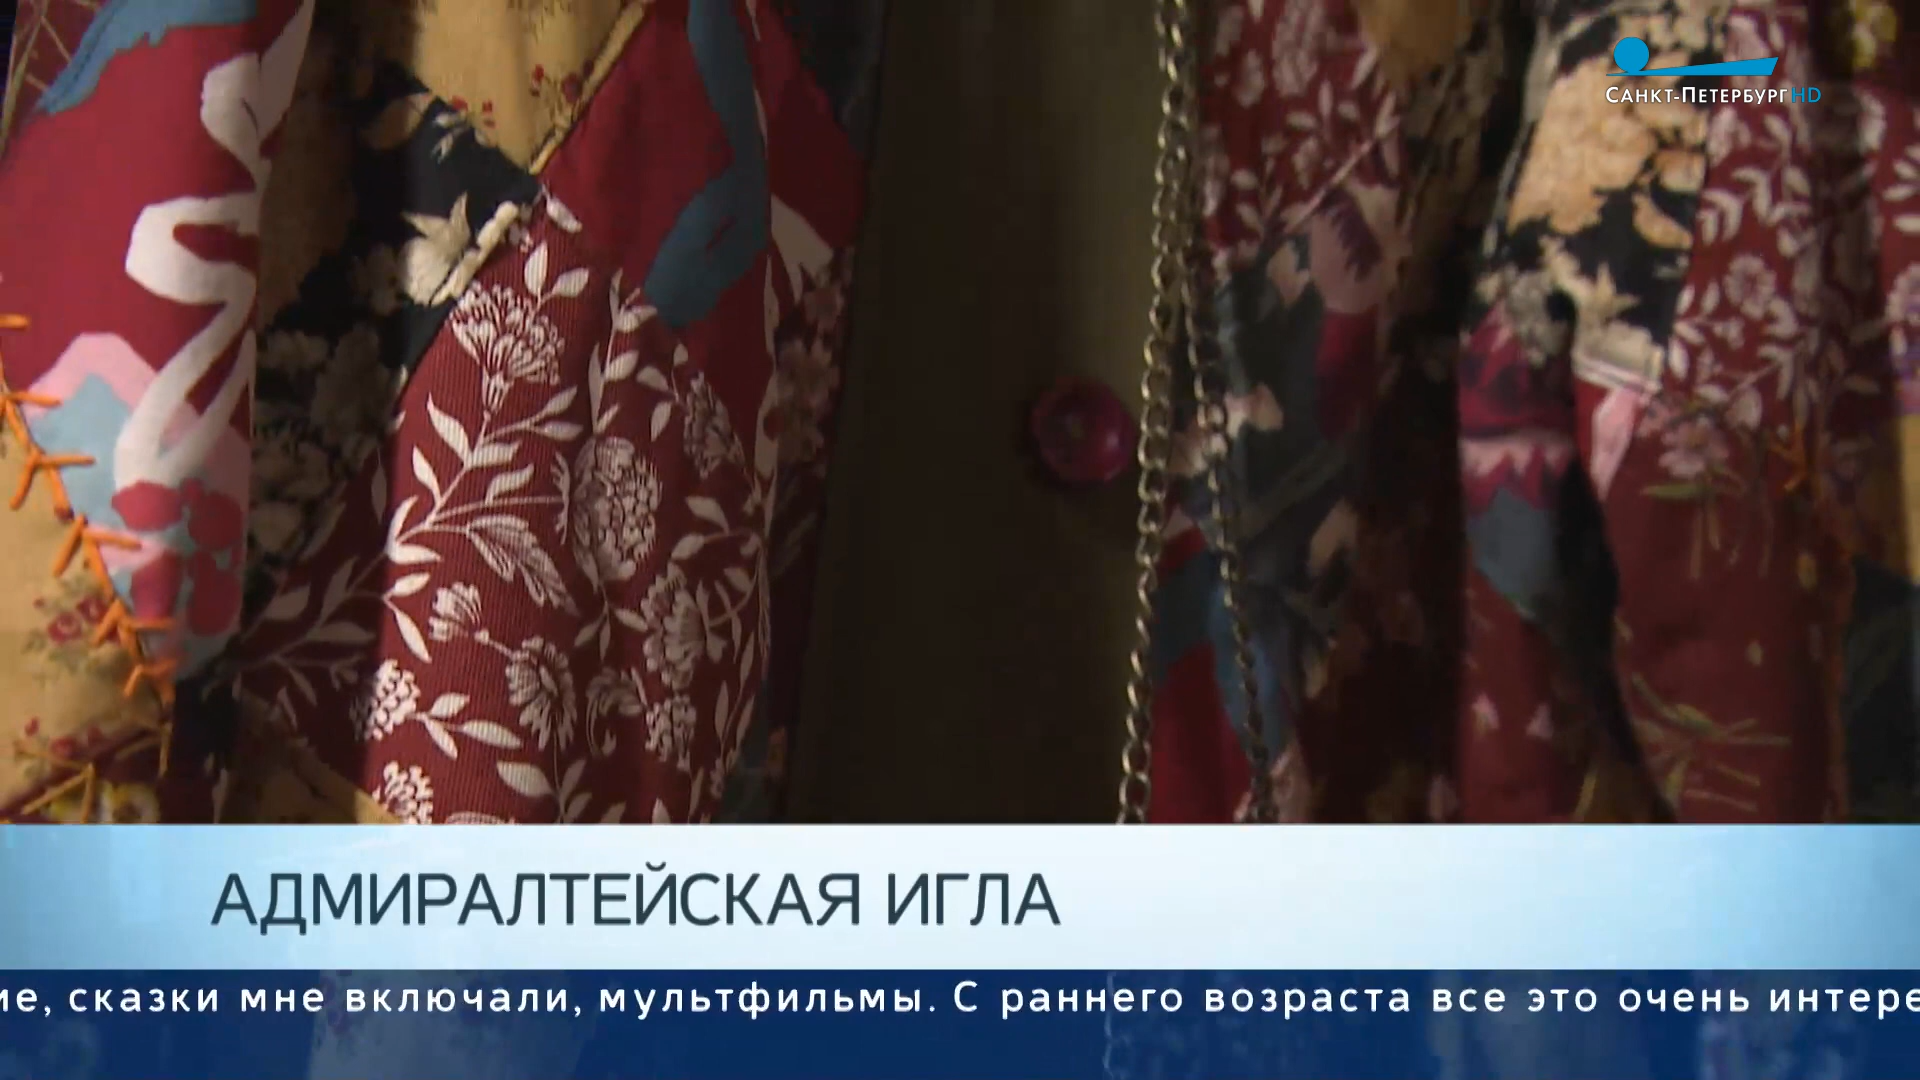 Санкт-Петербург HD
АДМИРАЛТЕЙСКАЯ ИГЛА
ие, сказки мне включали, мультфильмы. С раннего возраста все это очень интере